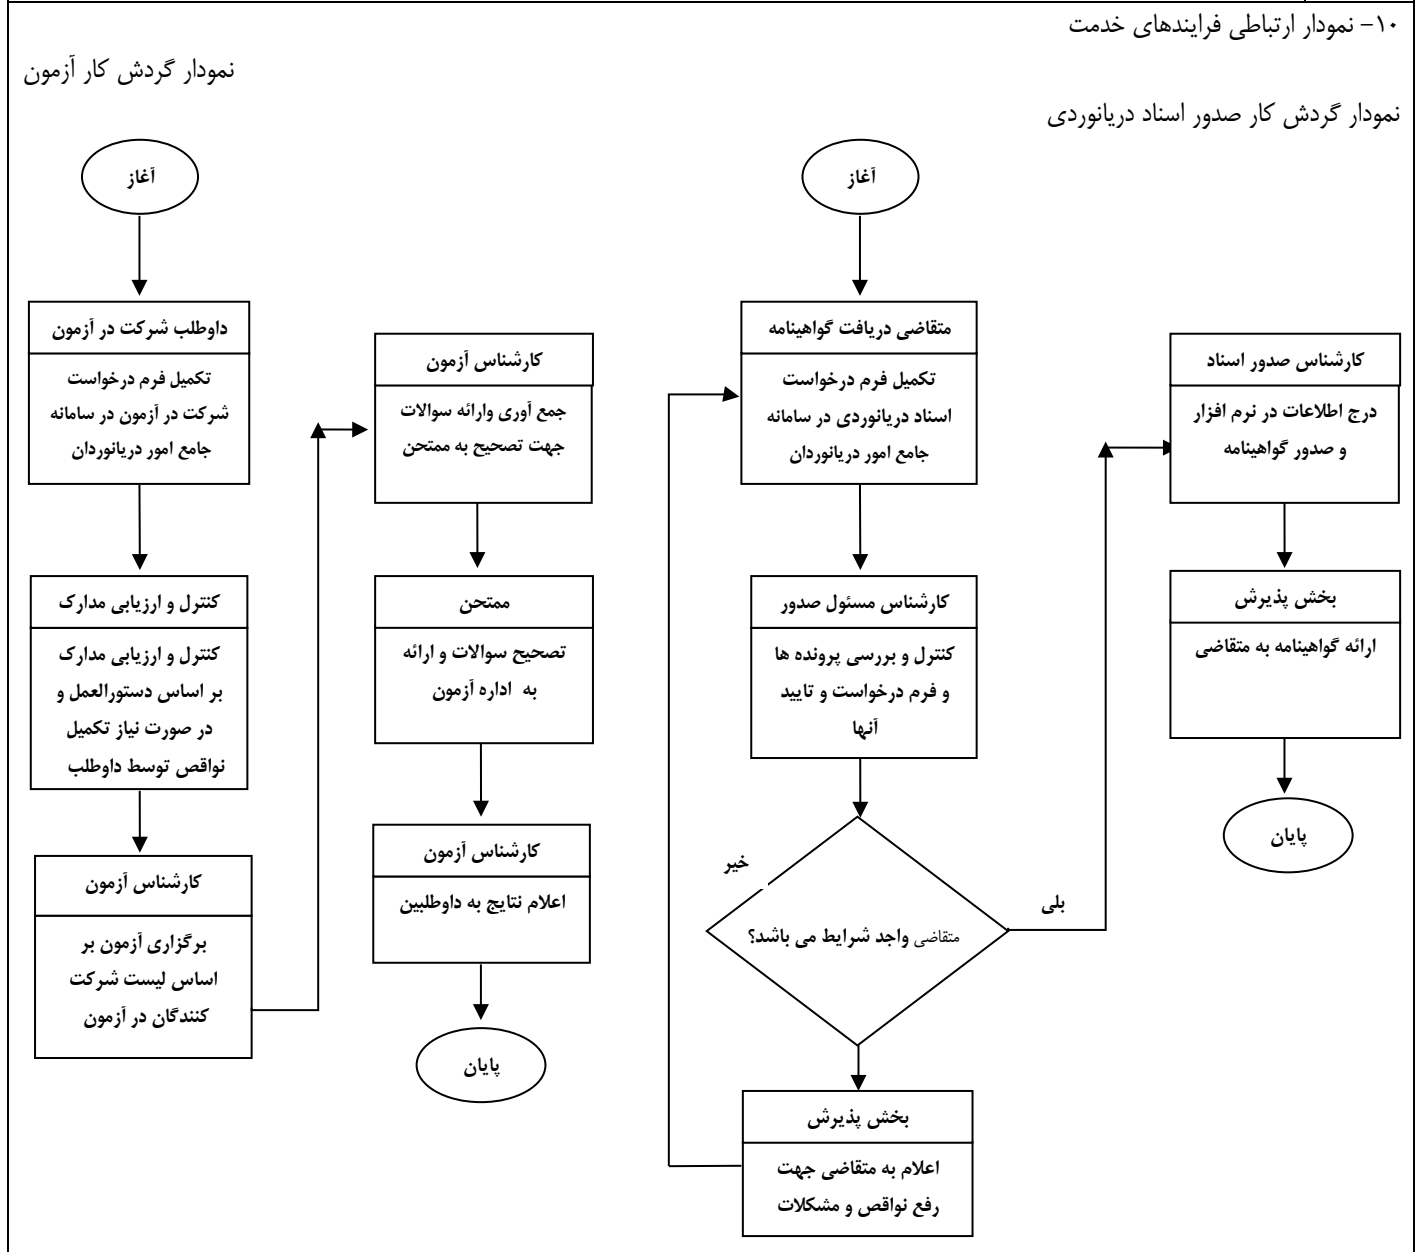 ۱۰- نمودار ارتباطی فرایندهای خدمت
نمودار گردش کار آزمون
نمودار گردش کار صدور اسناد دریانوردی
آغاز
متقاضی دریافت گواهینامه
تکمیل فرم درخواست
اسناد دریانوردی در سامانه
جامع امور دریانوردان
کارشناس مسئول صدور
کنترل و بررسی پرونده ها
و فرم درخواست و تایید
آنها
متقاضی واجد شرایط می باشد؟
خیر
بلی
بخش پذیرش
اعلام به متقاضی جهت
رفع نواقص و مشکلات
کارشناس صدور اسناد
درج اطلاعات در نرم افزار
و صدور گواهینامه
بخش پذیرش
ارائه گواهینامه به متقاضی
پایان
آغاز
داوطلب شرکت در آزمون
تکمیل فرم درخواست
شرکت در آزمون در سامانه
جامع امور دریانوردان
کنترل و ارزیابی مدارک
کنترل و ارزیابی مدارک
بر اساس دستورالعمل و
در صورت نیاز تکمیل
نواقص توسط داوطلب
کارشناس آزمون
برگزاری آزمون بر
اساس لیست شرکت
کنندگان در آزمون
کارشناس آزمون
جمع آوری وارائه سوالات
جهت تصحیح به ممتحن
ممتحن
تصحیح سوالات و ارائه
به اداره آزمون
کارشناس آزمون
اعلام نتایج به داوطلبین
پایان